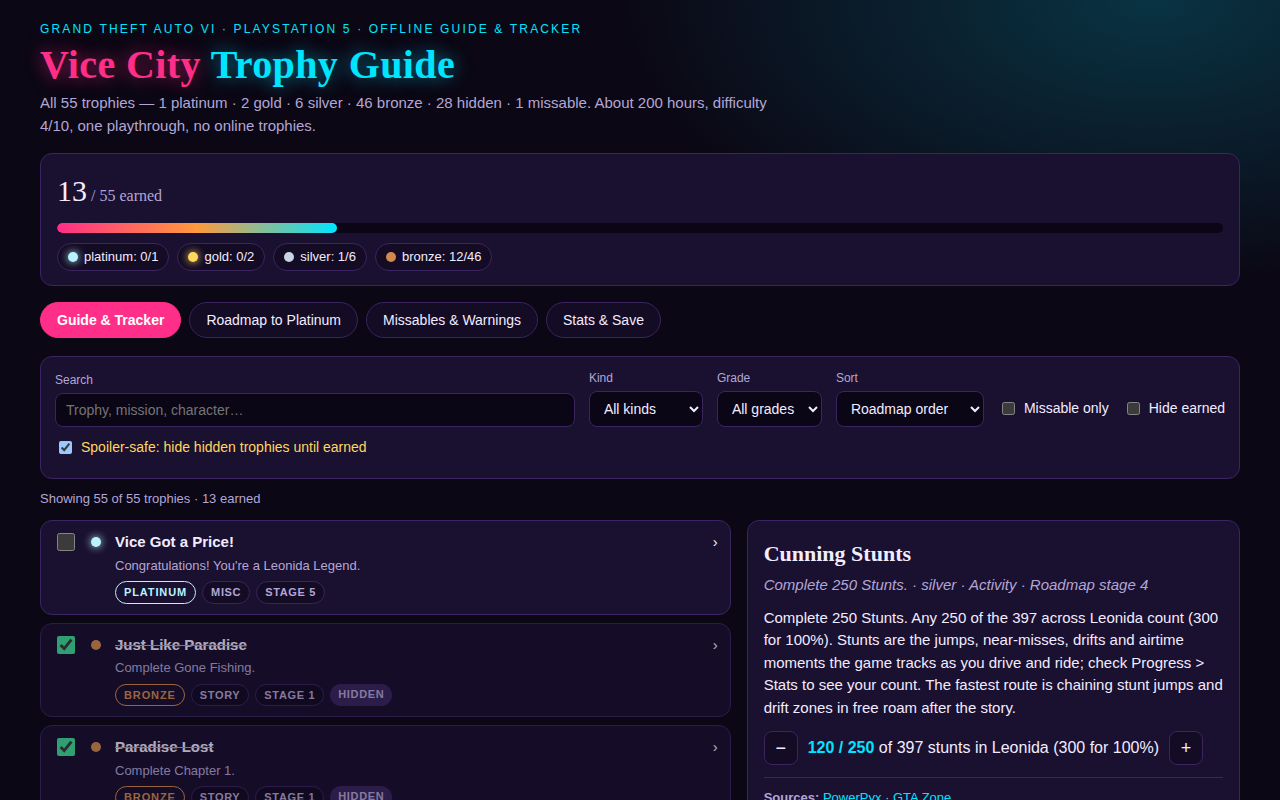 GRAND THEFT AUTO VI · PLAYSTATION 5 · OFFLINE GUIDE & TRACKER
Vice City Trophy Guide
All 55 trophies — 1 platinum · 2 gold · 6 silver · 46 bronze · 28 hidden · 1 missable. About 200 hours, difficulty
4/10, one playthrough, no online trophies.
13 / 55 earned
platinum: 0/1 gold: 0/2 silver: 1/6 bronze: 12/46
Guide & Tracker Roadmap to Platinum Missables & Warnings Stats & Save
Search Kind Grade Sort
Trophy, mission, character… All kinds All grades Roadmap order Missable only Hide earned
Spoiler-safe: hide hidden trophies until earned
Showing 55 of 55 trophies · 13 earned
Vice Got a Price! ›
Congratulations! You're a Leonida Legend.
PLATINUM MISC STAGE 5
Just Like Paradise ›
Complete Gone Fishing.
BRONZE STORY STAGE 1 HIDDEN
Paradise Lost ›
Complete Chapter 1.
BRONZE STORY STAGE 1 HIDDEN
Cunning Stunts
Complete 250 Stunts. · silver · Activity · Roadmap stage 4
Complete 250 Stunts. Any 250 of the 397 across Leonida count (300
for 100%). Stunts are the jumps, near-misses, drifts and airtime
moments the game tracks as you drive and ride; check Progress >
Stats to see your count. The fastest route is chaining stunt jumps and
drift zones in free roam after the story.
− 120 / 250 of 397 stunts in Leonida (300 for 100%) +
Sources: PowerPyx · GTA Zone